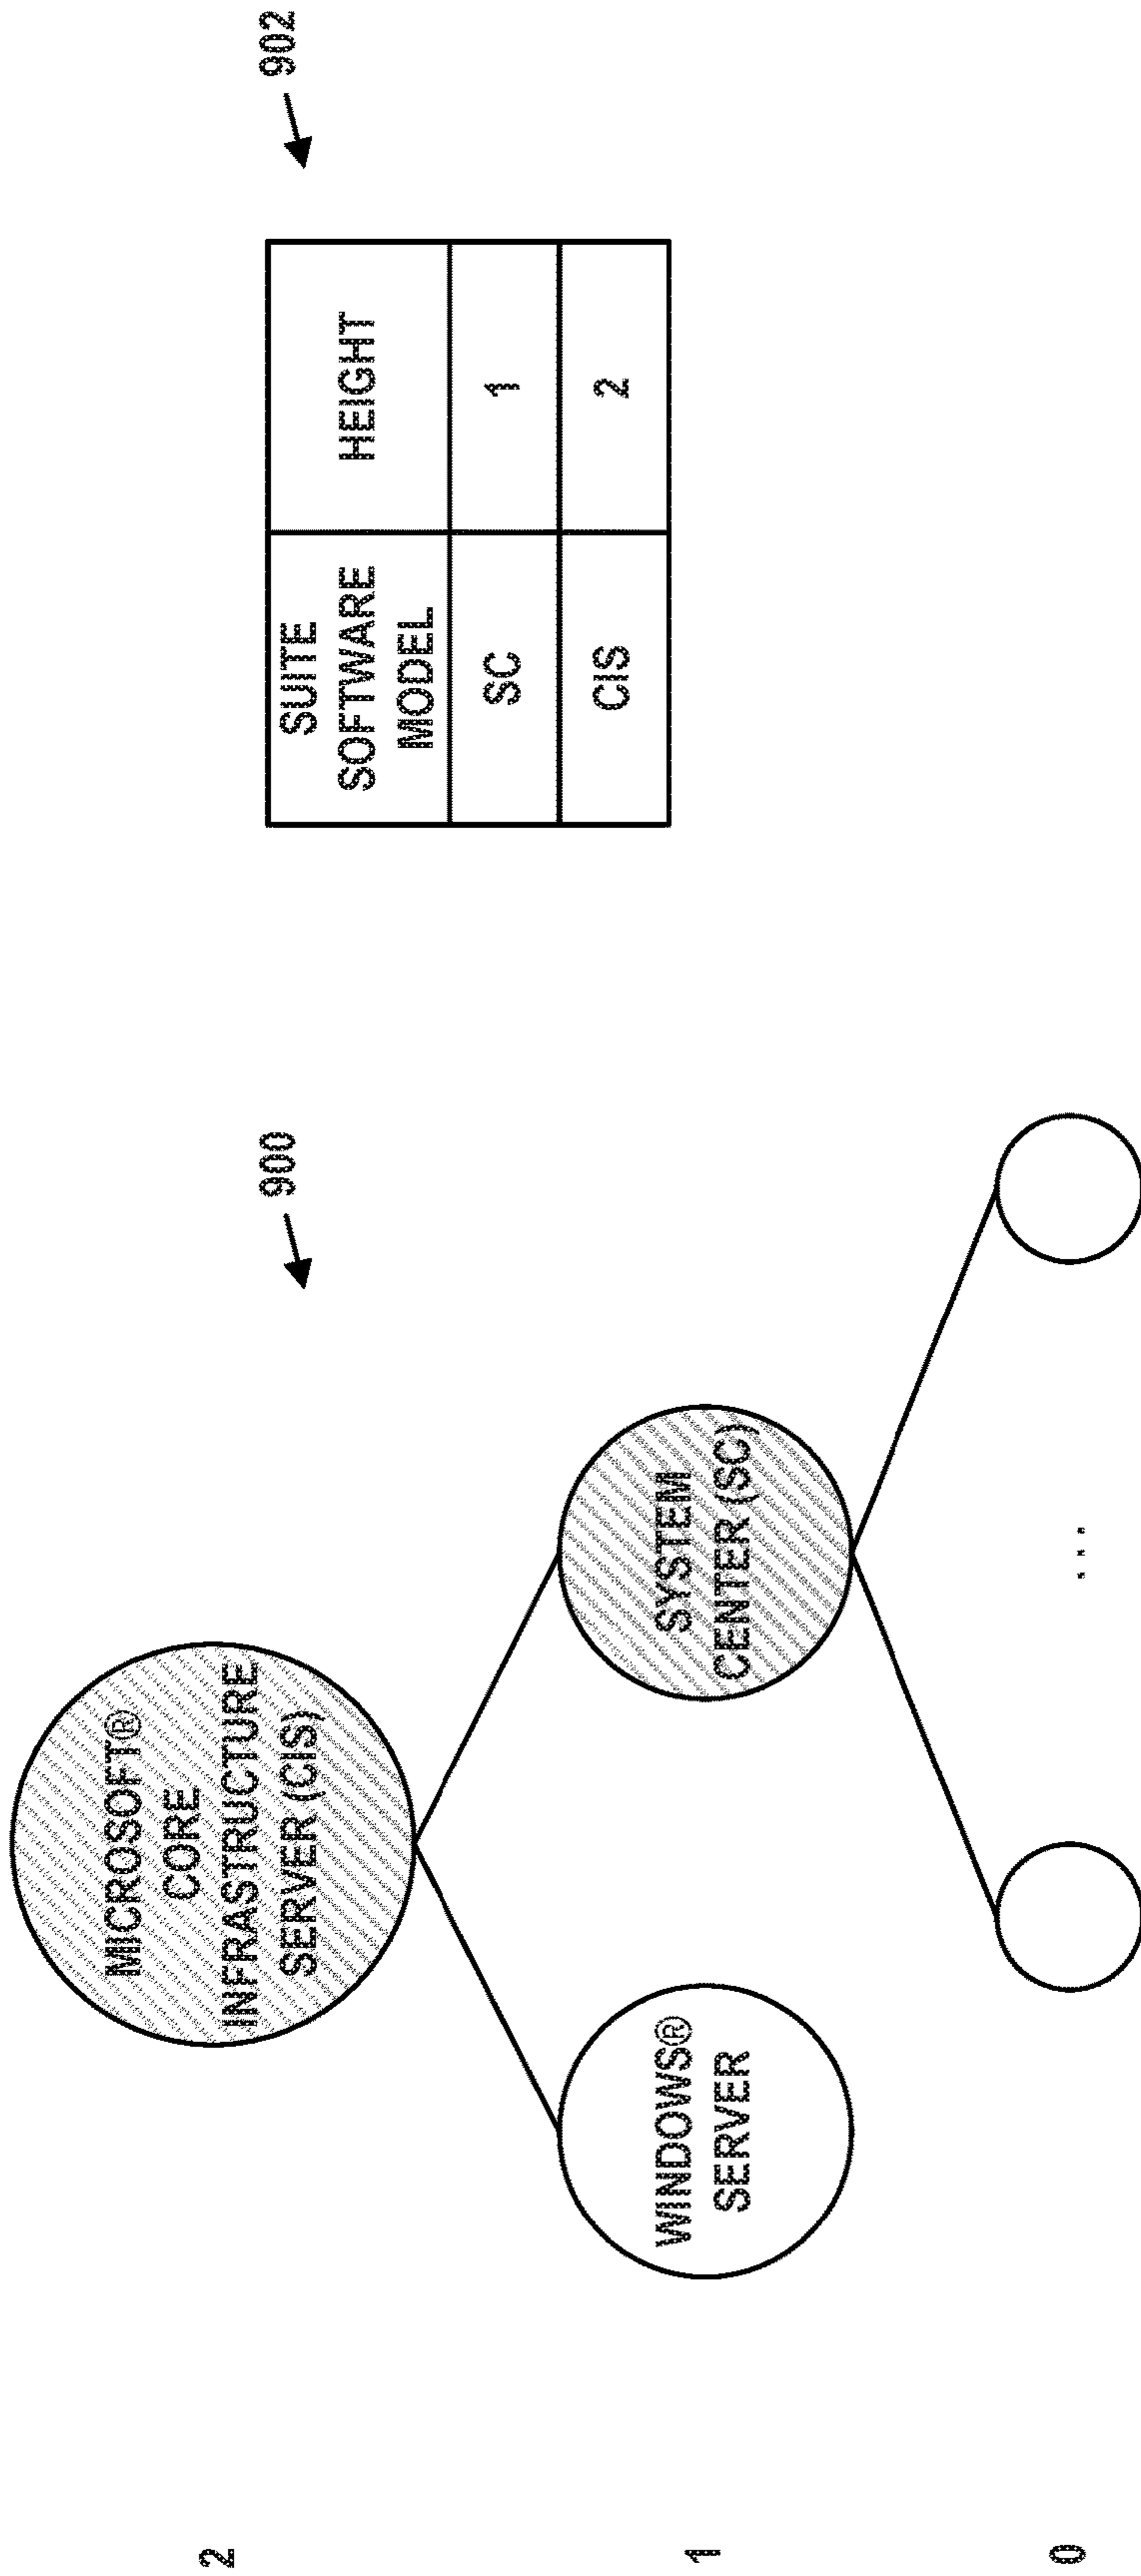 900
2
MICROSOFT®
CORE
INFRASTRUCTURE
SERVER (CIS)
1
WINDOWS®
SERVER
SYSTEM
CENTER (SC)
0
...
902
SUITE
SOFTWARE
MODEL
HEIGHT
SC
1
CIS
2